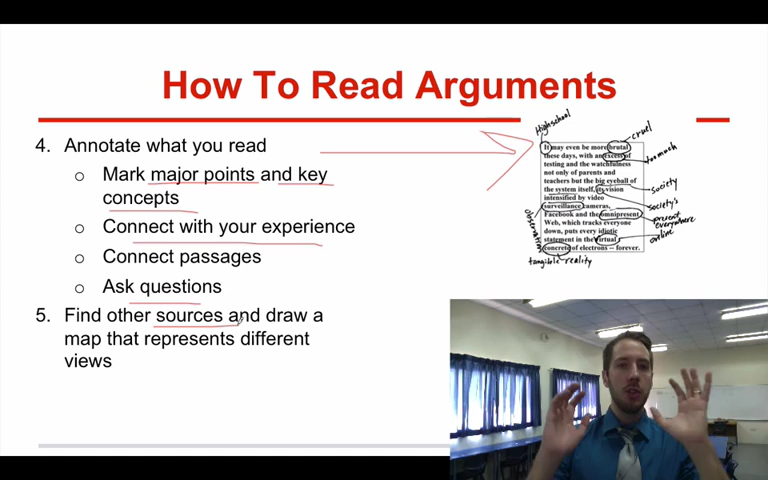 How To Read Arguments
4. Annotate what you read
o Mark major points and key
concepts
o Connect with your experience
o Connect passages
o Ask questions
5. Find other sources and draw a
map that represents different
views
Highschool
cruel
too much
It may even be more brutal
these days, with an excess of
testing and the watchfulness
not only of parents and
teachers but the big eyeball of
the system itself, its vision
intensified by video
surveillance cameras,
Facebook and the omnipresent
Web, which tracks everyone
down, puts every idiotic
statement in the virtual
concrete of electrons -- forever.
society
society's
present
everywhere
online
observation
tangible reality